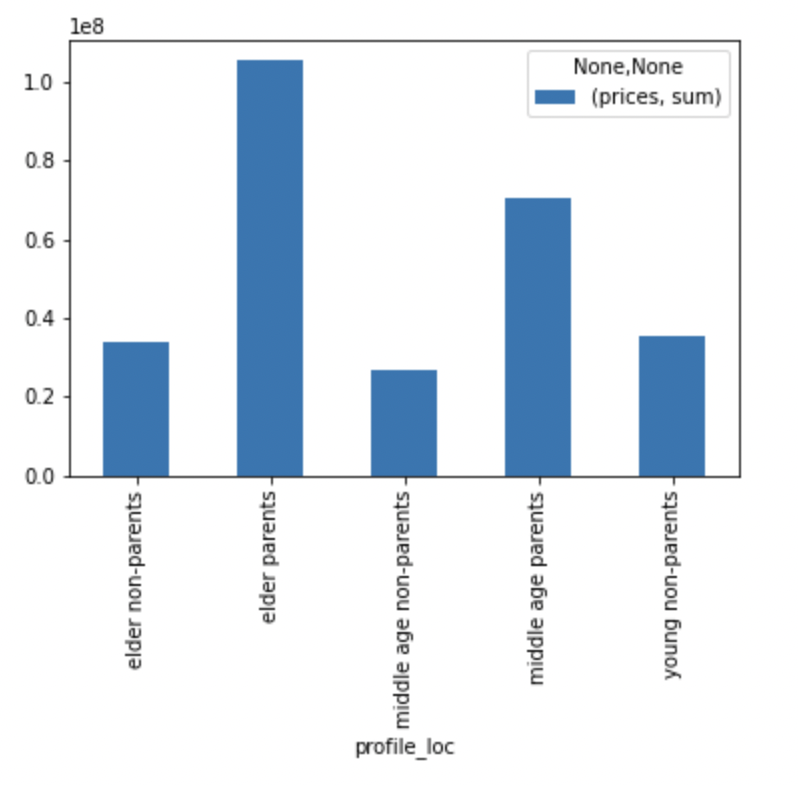 1e8
None,None
(prices, sum)
1.0
0.8
0.6
0.4
0.2
0.0
elder non-parents
elder parents
middle age non-parents
middle age parents
young non-parents
profile_loc